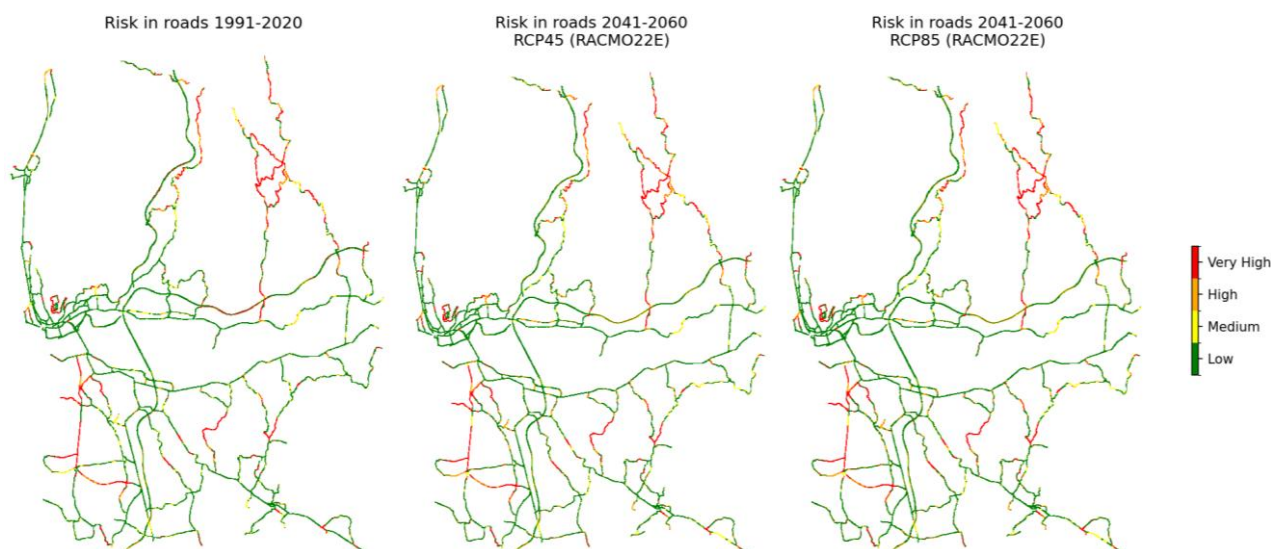 Risk in roads 1991-2020
Risk in roads 2041-2060
RCP45 (RACMO22E)
Risk in roads 2041-2060
RCP85 (RACMO22E)
Very High
High
Medium
Low